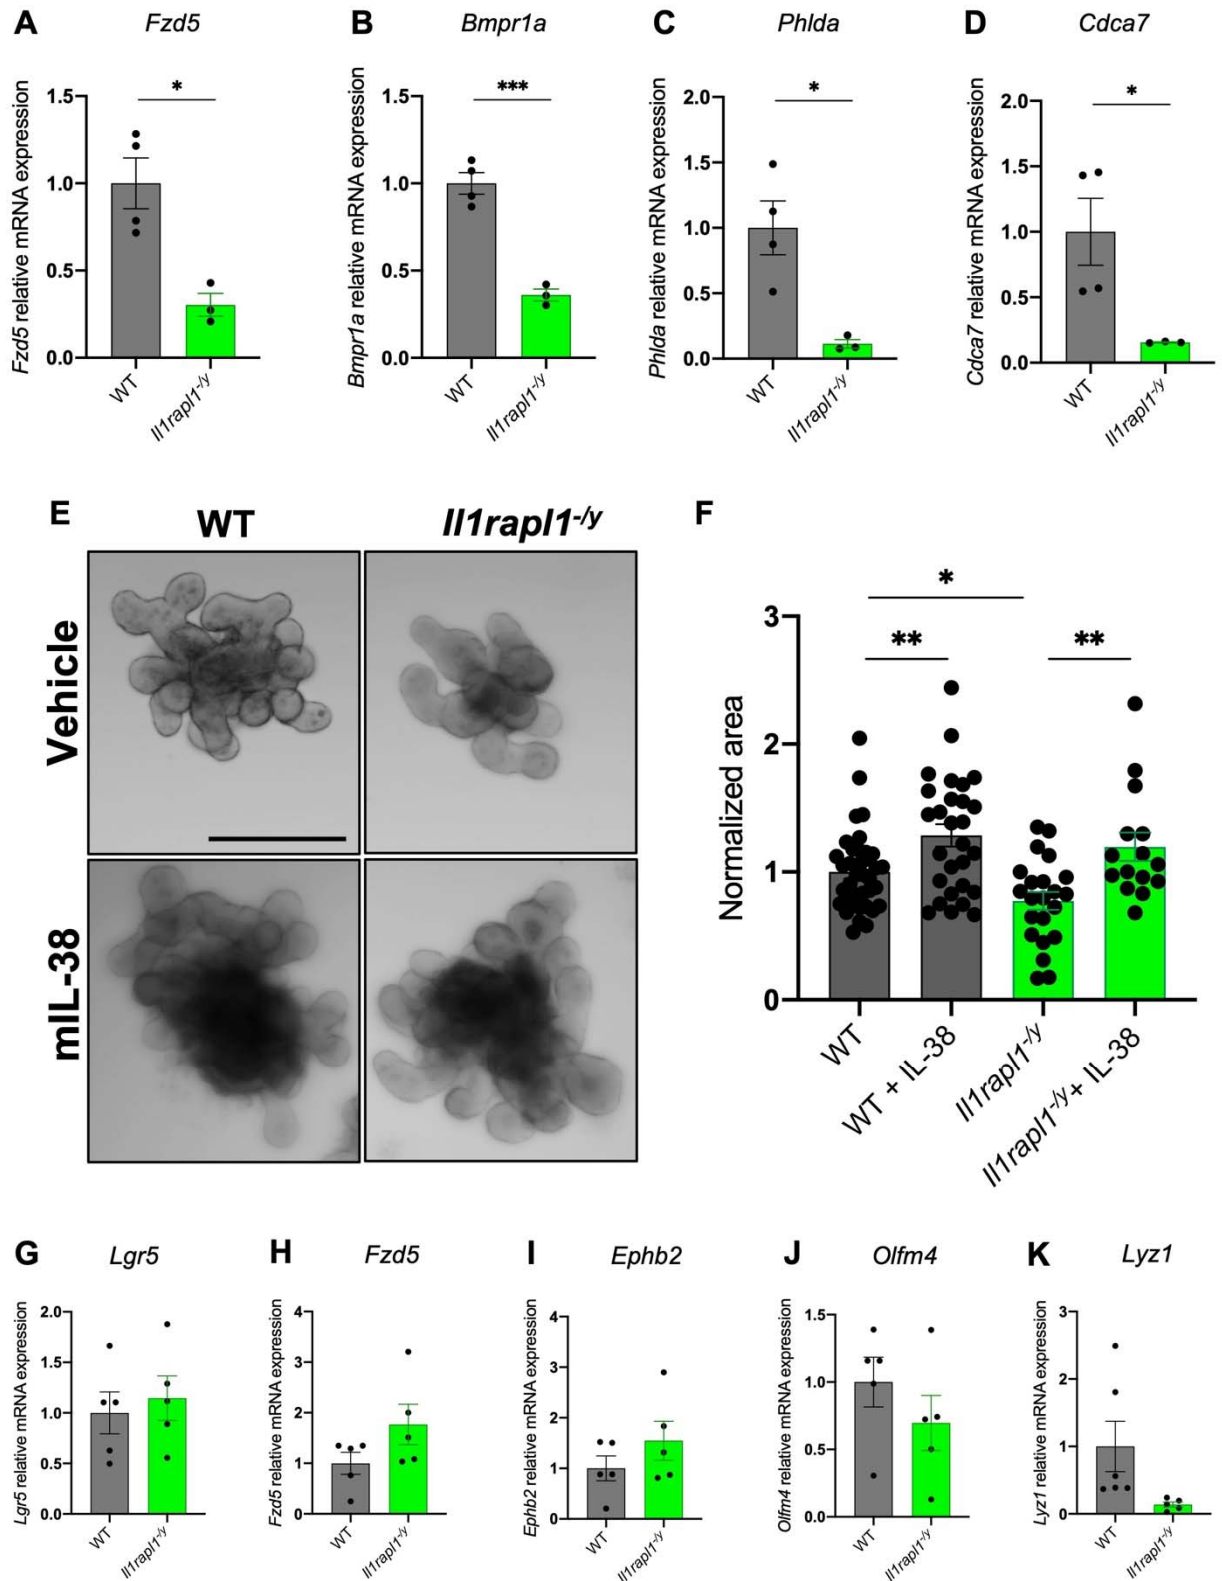 A
Fzd5
B
Bmpr1a
C
Phlda
D
Cdca7
Fzd5 relative mRNA expression
1.5
1.0
0.5
0.0
*
WT
Il1rapl1-/y
Bmpr1a relative mRNA expression
1.5
1.0
0.5
0.0
***
WT
Il1rapl1-/y
Phlda relative mRNA expression
2.0
1.5
1.0
0.5
0.0
*
WT
Il1rapl1-/y
Cdca7 relative mRNA expression
2.0
1.5
1.0
0.5
0.0
*
WT
Il1rapl1-/y
E
WT
Il1rapl1-/y
Vehicle
mIL-38
F
Normalized area
3
2
1
0
*
**
**
WT
WT + IL-38
Il1rapl1-/y
Il1rapl1-/y+ IL-38
G
Lgr5
H
Fzd5
I
Ephb2
J
Olfm4
K
Lyz1
Lgr5 relative mRNA expression
2.0
1.5
1.0
0.5
0.0
WT
Il1rapl1-/y
Fzd5 relative mRNA expression
4
3
2
1
0
WT
Il1rapl1-/y
Ephb2 relative mRNA expression
4
3
2
1
0
WT
Il1rapl1-/y
Olfm4 relative mRNA expression
1.5
1.0
0.5
0.0
WT
Il1rapl1-/y
Lyz1 relative mRNA expression
3
2
1
0
WT
Il1rapl1-/y